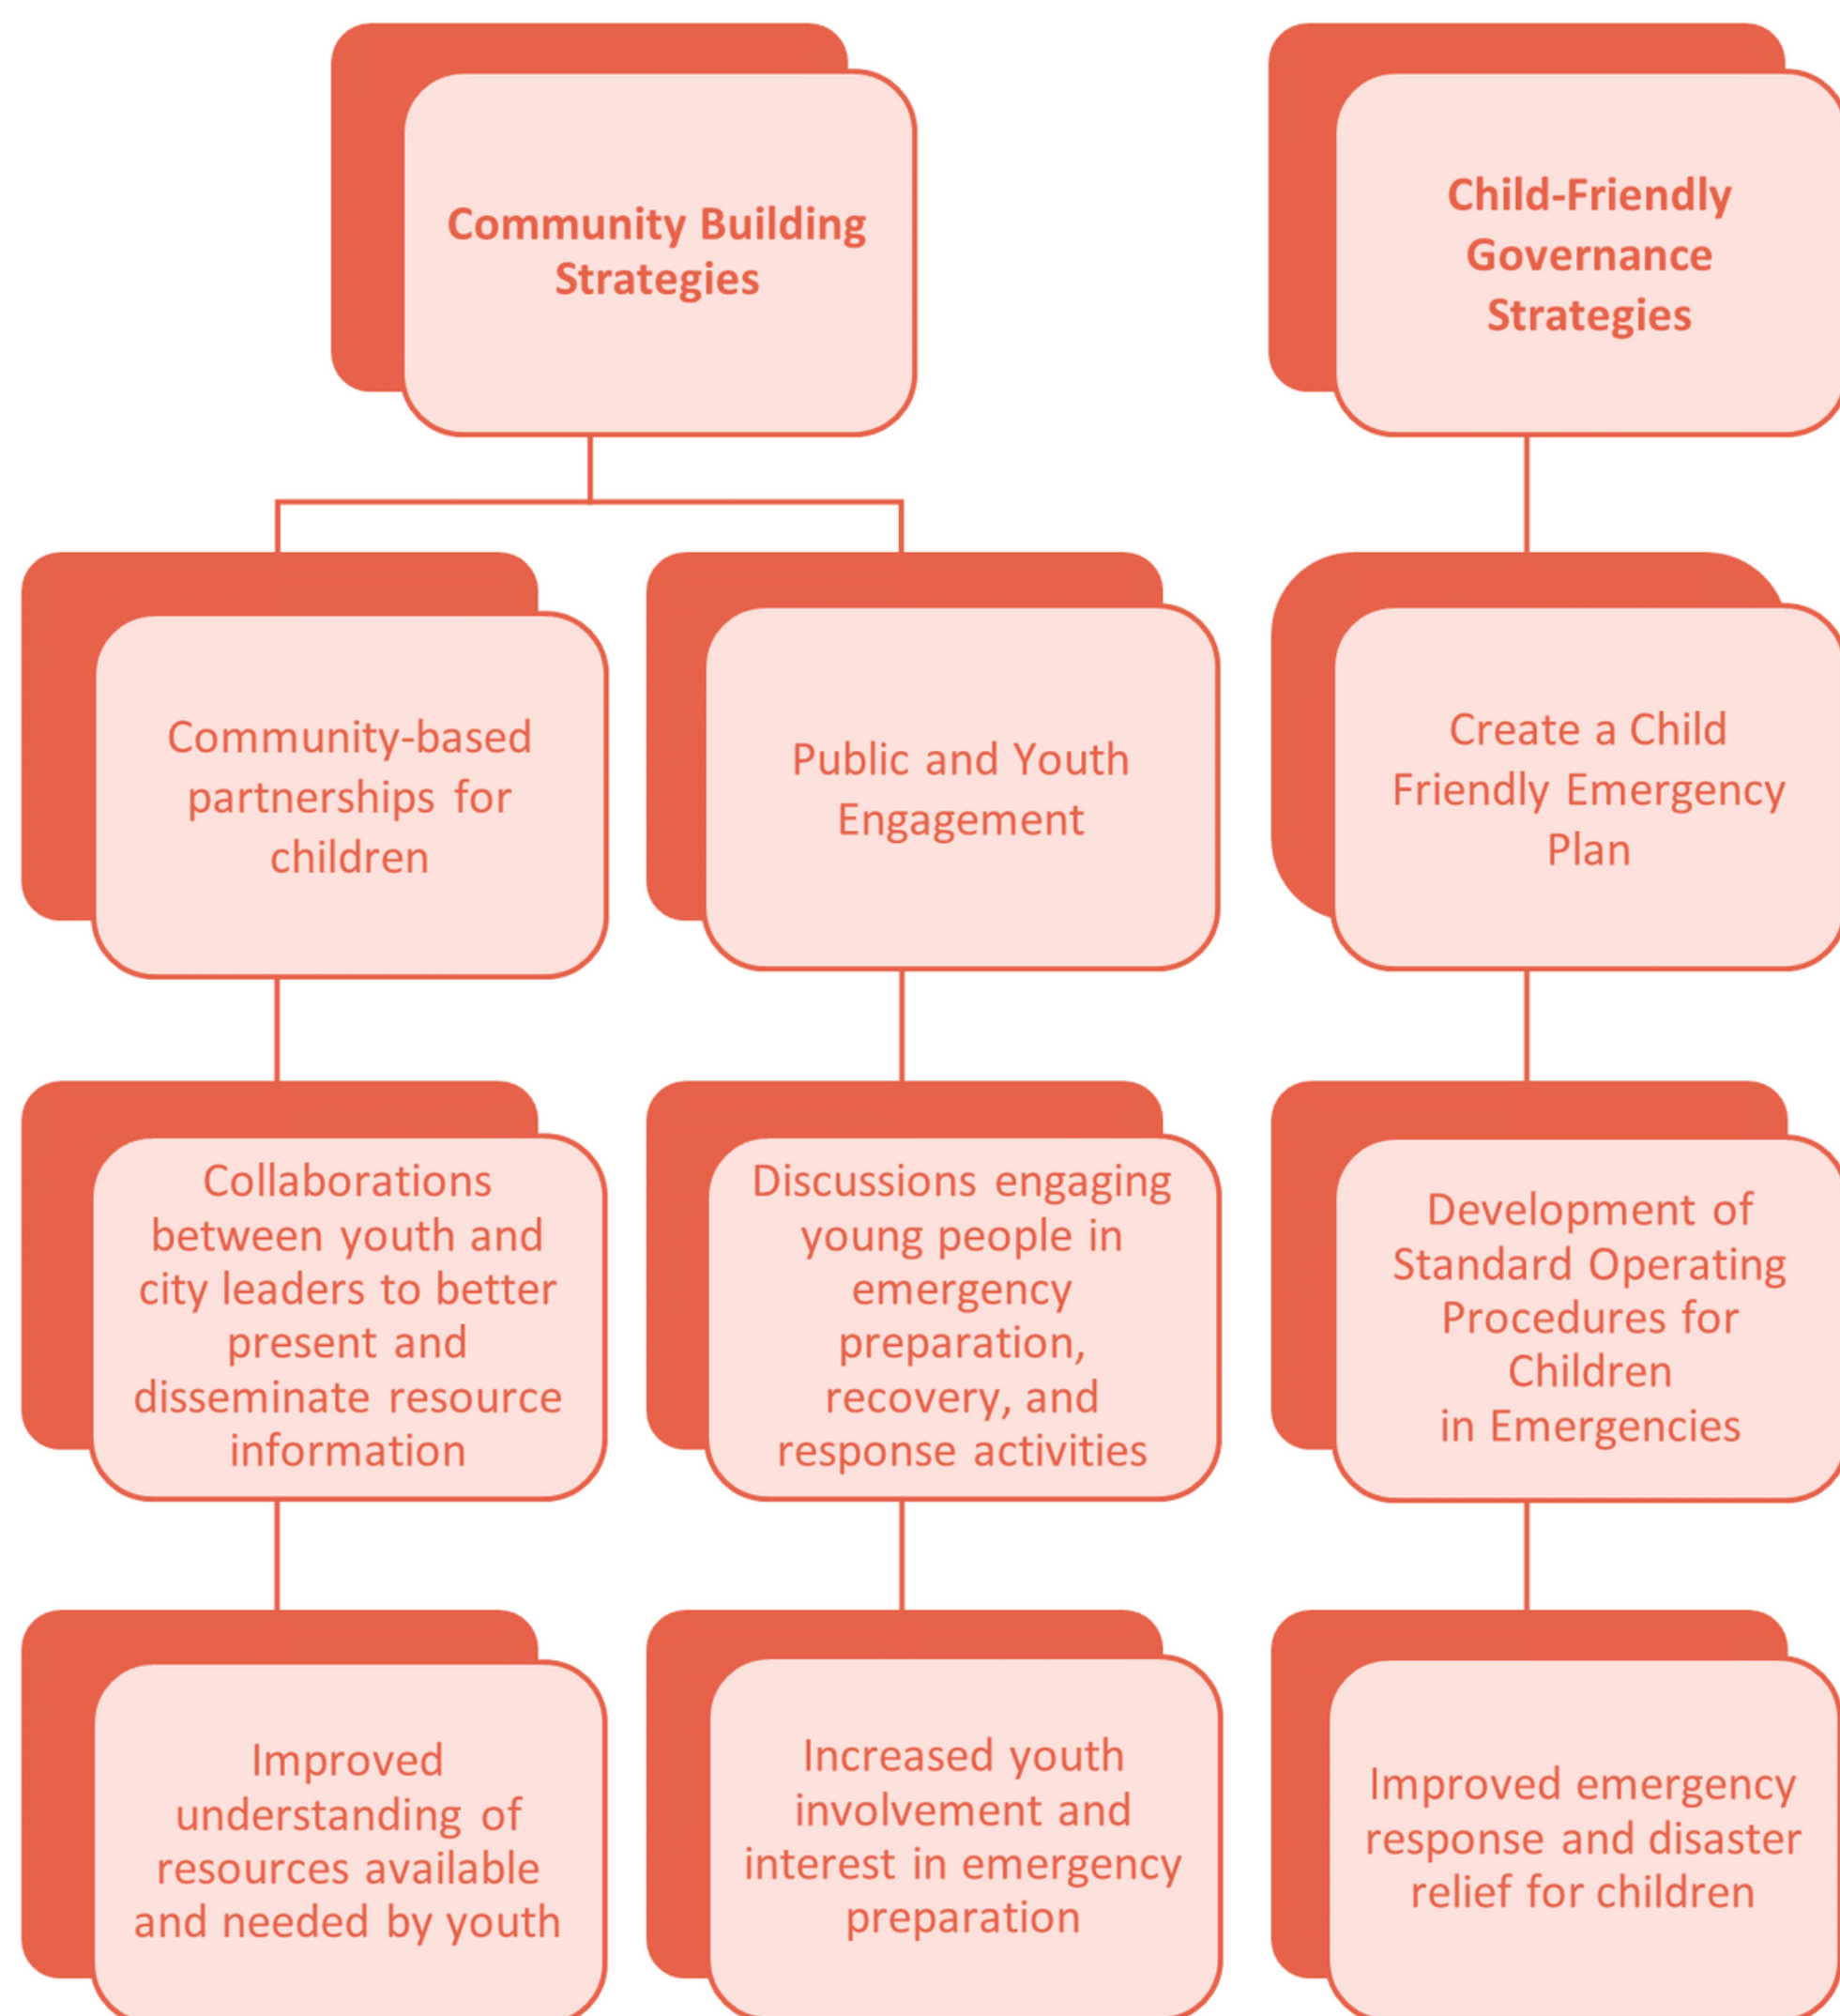 Community Building
Strategies
Child-Friendly
Governance
Strategies
Community-based
partnerships for
children
Public and Youth
Engagement
Create a Child
Friendly Emergency
Plan
Collaborations
between youth and
city leaders to better
present and
disseminate resource
information
Discussions engaging
young people in
emergency
preparation,
recovery, and
response activities
Development of
Standard Operating
Procedures for
Children
in Emergencies
Improved
understanding of
resources available
and needed by youth
Increased youth
involvement and
interest in emergency
preparation
Improved emergency
response and disaster
relief for children